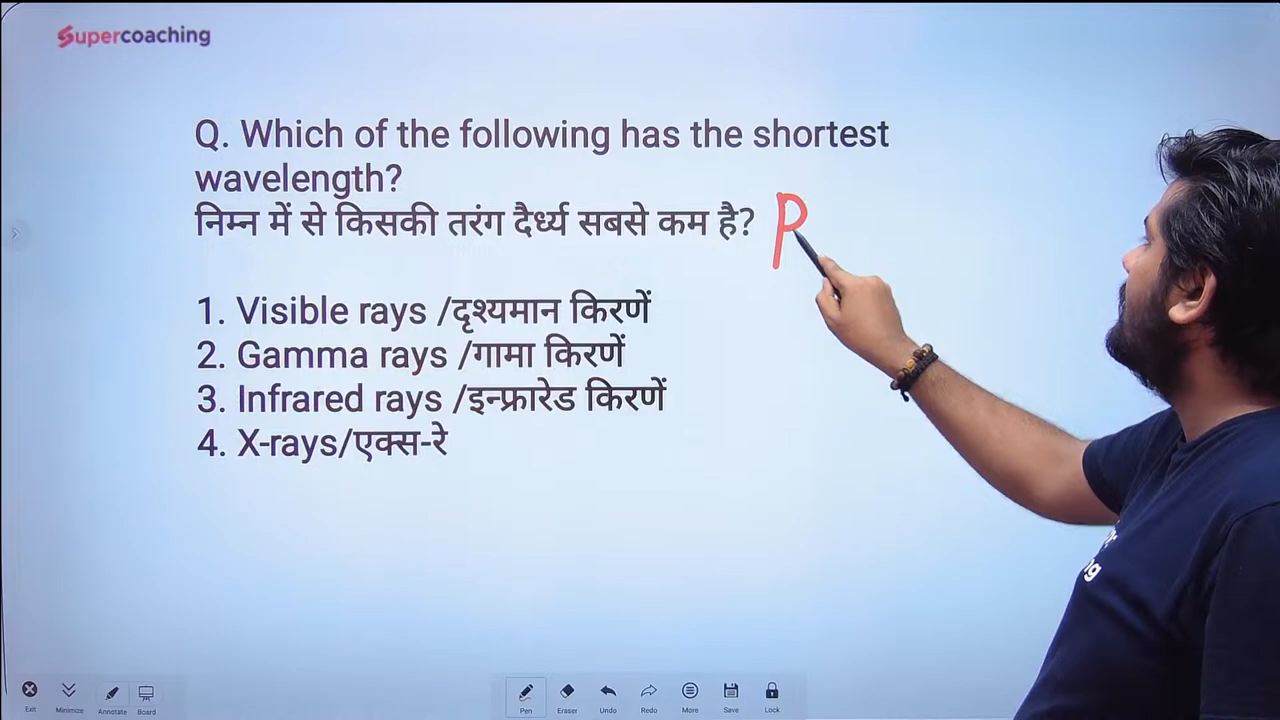 Supercoaching
Q. Which of the following has the shortest
wavelength?
निम्न में से किसकी तरंग दैर्ध्य सबसे कम है? P
1. Visible rays /दृश्यमान किरणें
2. Gamma rays /गामा किरणें
3. Infrared rays /इन्फ्रारेड किरणें
4. X-rays/एक्स-रे
Exit Minimize Annotate Board Pen Eraser Undo Redo More Save Lock